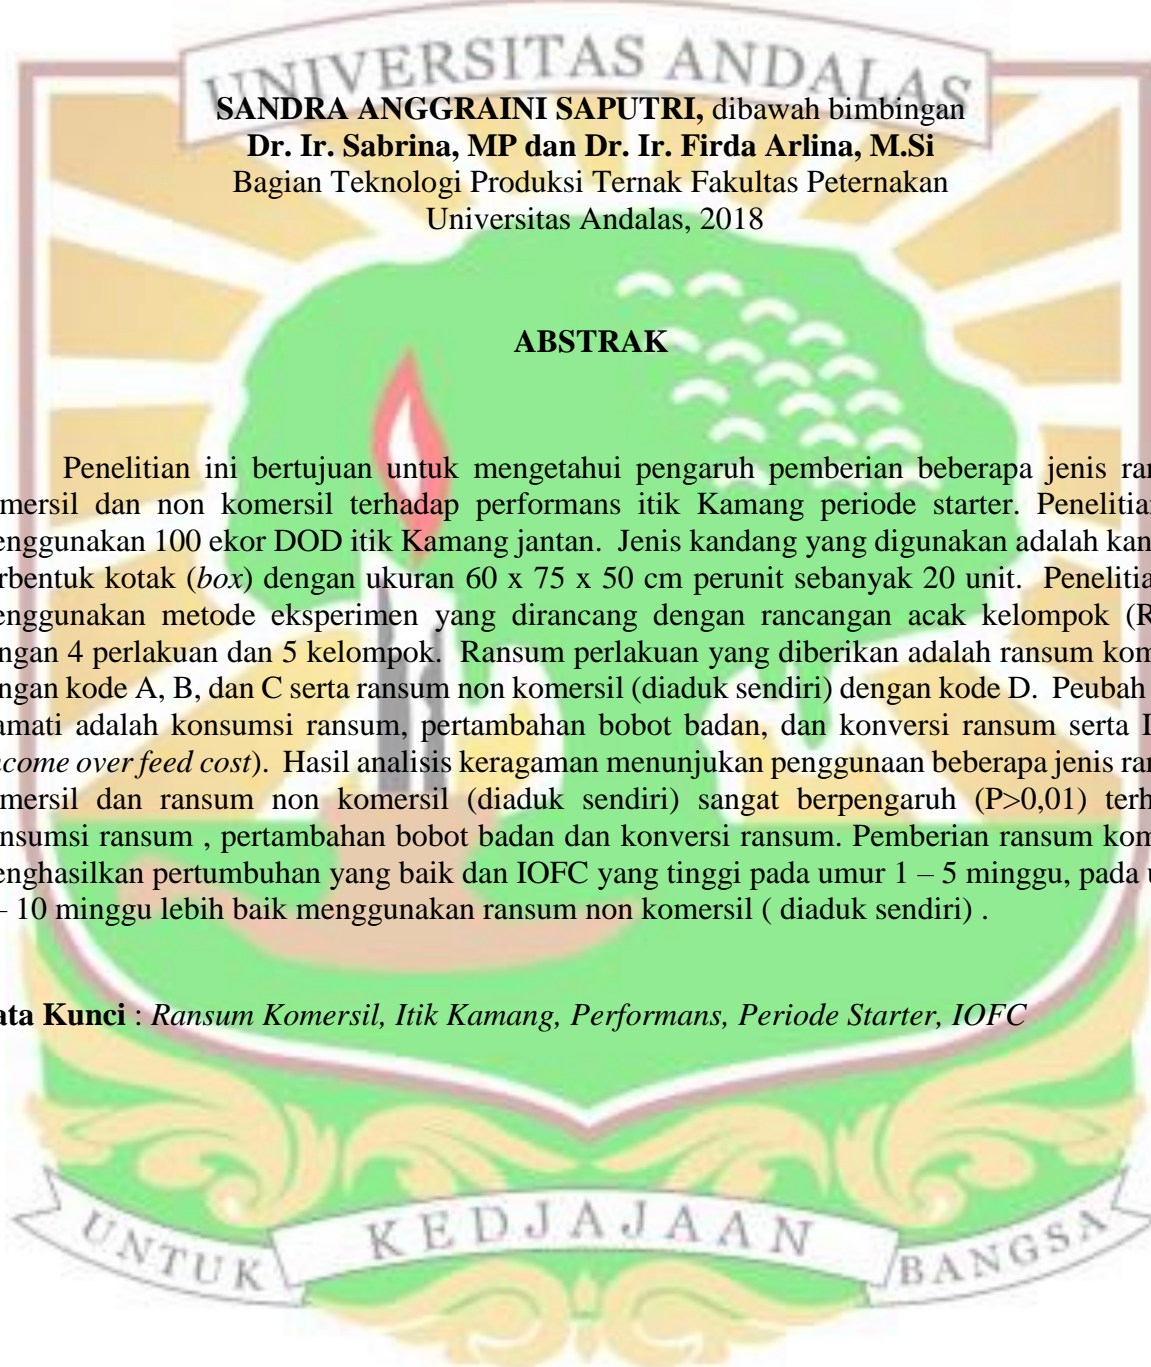 UNIVERSITAS ANDALAS
SANDRA ANGGRAINI SAPUTRI, dibawah bimbingan
Dr. Ir. Sabrina, MP dan Dr. Ir. Firda Arlina, M.Si
Bagian Teknologi Produksi Ternak Fakultas Peternakan
Universitas Andalas, 2018
ABSTRAK
Penelitian ini bertujuan untuk mengetahui pengaruh pemberian beberapa jenis ran
mersil dan non komersil terhadap performans itik Kamang periode starter. Penelitian
enggunakan 100 ekor DOD itik Kamang jantan. Jenis kandang yang digunakan adalah kan
rbentuk kotak (box) dengan ukuran 60 x 75 x 50 cm perunit sebanyak 20 unit. Penelitia
enggunakan metode eksperimen yang dirancang dengan rancangan acak kelompok (R
ngan 4 perlakuan dan 5 kelompok. Ransum perlakuan yang diberikan adalah ransum kom
ngan kode A, B, dan C serta ransum non komersil (diaduk sendiri) dengan kode D. Peubah
amati adalah konsumsi ransum, pertambahan bobot badan, dan konversi ransum serta I
ncome over feed cost). Hasil analisis keragaman menunjukan penggunaan beberapa jenis ran
mersil dan ransum non komersil (diaduk sendiri) sangat berpengaruh (P>0,01) terh
nsumsi ransum , pertambahan bobot badan dan konversi ransum. Pemberian ransum kom
enghasilkan pertumbuhan yang baik dan IOFC yang tinggi pada umur 1 – 5 minggu, pada u
– 10 minggu lebih baik menggunakan ransum non komersil ( diaduk sendiri) .
ata Kunci : Ransum Komersil, Itik Kamang, Performans, Periode Starter, IOFC
UNTUK KEDJAJAAN BANGSA